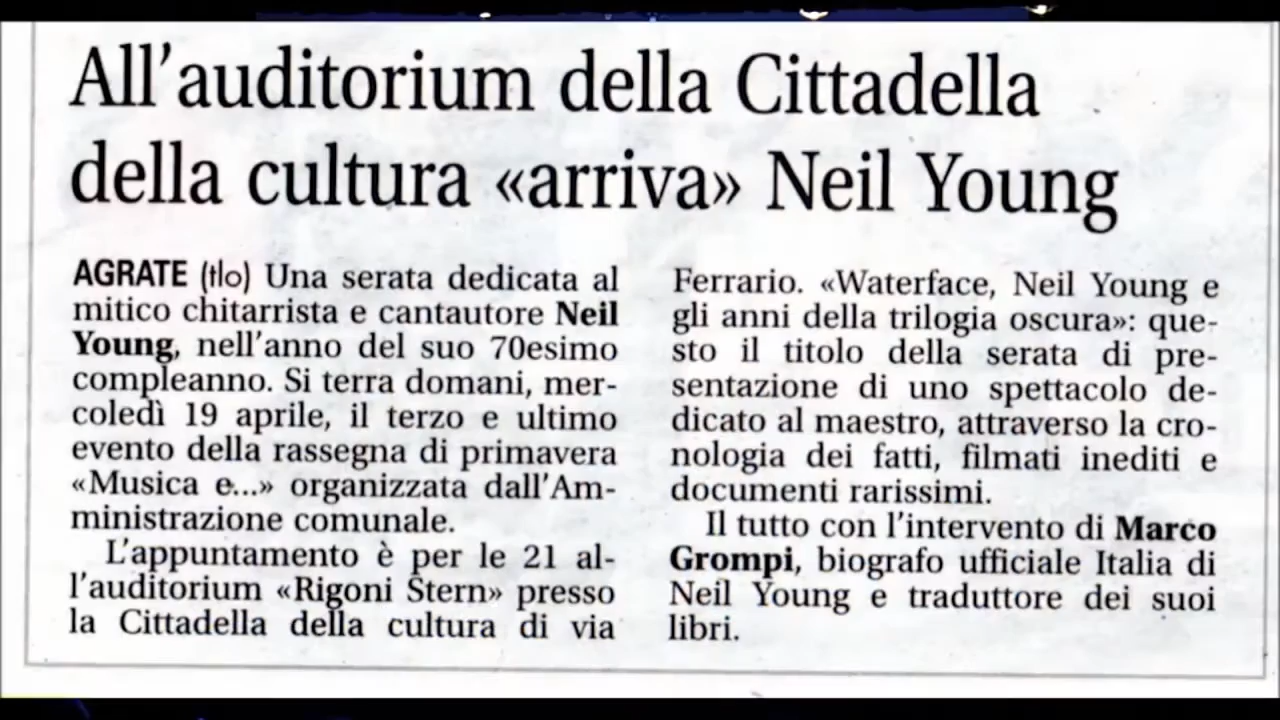 All'auditorium della Cittadella
della cultura «arriva» Neil Young
AGRATE (tlo) Una serata dedicata al
mitico chitarrista e cantautore Neil
Young, nell'anno del suo 70esimo
compleanno. Si terra domani, mer-
coledì 19 aprile, il terzo e ultimo
evento della rassegna di primavera
«Musica e...» organizzata dall'Am-
ministrazione comunale.
L'appuntamento è per le 21 al-
l'auditorium «Rigoni Stern» presso
la Cittadella della cultura di via
Ferrario. «Waterface, Neil Young e
gli anni della trilogia oscura»: que-
sto il titolo della serata di pre-
sentazione di uno spettacolo de-
dicato al maestro, attraverso la cro-
nologia dei fatti, filmati inediti e
documenti rarissimi.
Il tutto con l'intervento di Marco
Grompi, biografo ufficiale Italia di
Neil Young e traduttore dei suoi
libri.